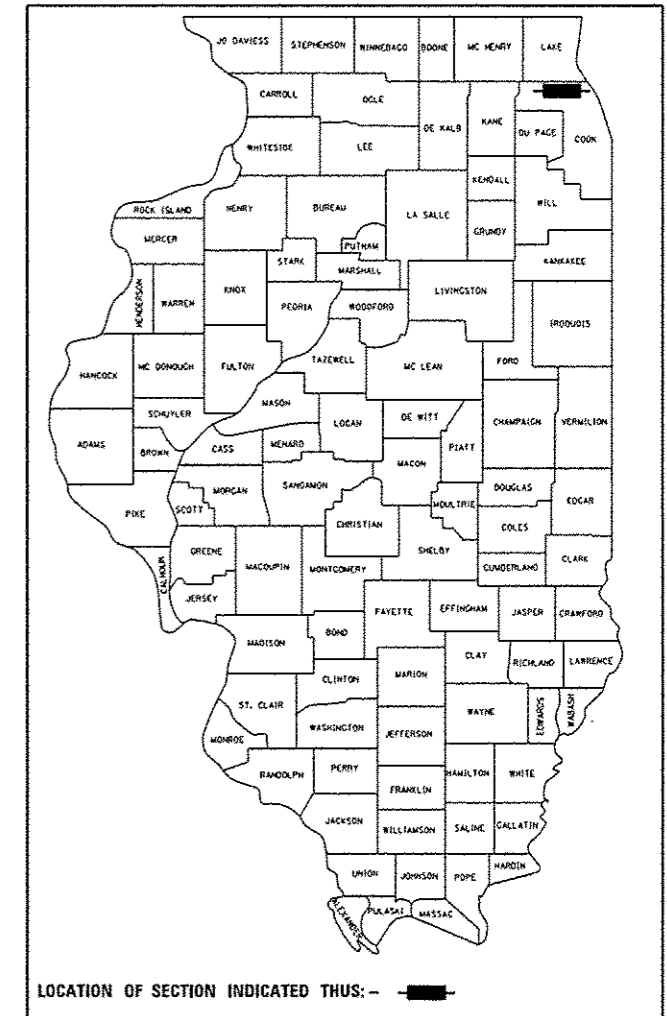 JO DAVIESS STEPHENSON WINNEBAGO BOONE MC HENRY LAKE
CARROLL OGLE DE KALB KANE DU PAGE COOK
WHITESIDE LEE
KENDALL WILL
ROCK ISLAND HENRY BUREAU LA SALLE GRUNDY
MERCER PUTNAM KANKAKEE
STARK MARSHALL
HENDERSON WARREN KNOX PEORIA WOODFORD LIVINGSTON IROQUOIS
HANCOCK MC DONOUGH FULTON TAZEWELL MC LEAN FORD
SCHUYLER MASON
ADAMS BROWN CASS MENARD LOGAN DE WITT PIATT CHAMPAIGN VERMILION
MACON
PIKE SCOTT MORGAN SANGAMON CHRISTIAN MOULTRIE DOUGLAS EDGAR
COLES
CALHOUN GREENE MACOUPIN MONTGOMERY SHELBY CUMBERLAND CLARK
JERSEY
MADISON BOND FAYETTE EFFINGHAM JASPER CRAWFORD
CLINTON MARION CLAY RICHLAND LAWRENCE
ST. CLAIR WASHINGTON JEFFERSON WAYNE EDWARDS WABASH
MONROE
RANDOLPH PERRY FRANKLIN HAMILTON WHITE
JACKSON WILLIAMSON SALINE GALLATIN
UNION JOHNSON POPE HARDIN
ALEXANDER PULASKI MASSAC
LOCATION OF SECTION INDICATED THUS: –